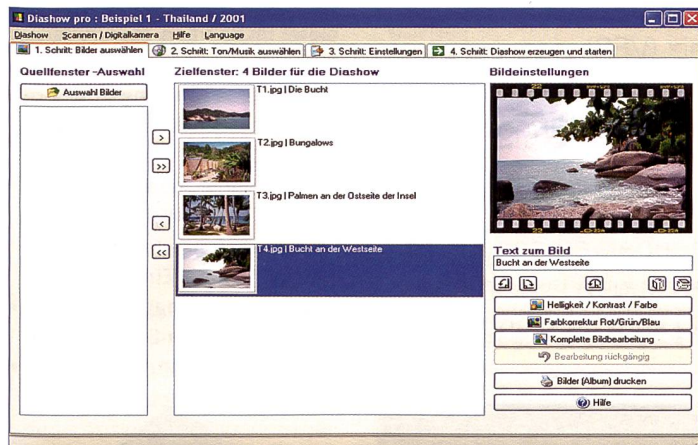 Diashow pro : Beispiel 1 - Thailand / 2001
Diashow Scannen / Digitalkamera Hilfe Language
1. Schritt: Bilder auswählen 2. Schritt: Ton/Musik auswählen 3. Schritt: Einstellungen 4. Schritt: Diashow erzeugen und starten
Quellfenster-Auswahl
Auswahl Bilder
>
>>
<
<<
Zielfenster: 4 Bilder für die Diashow
T1.jpg | Die Bucht
T2.jpg | Bungalows
T3.jpg | Palmen an der Ostseite der Insel
T4.jpg | Bucht an der Westseite
Bildeinstellungen
22
22
Text zum Bild
Bucht an der Westseite
Helligkeit / Kontrast / Farbe
Farbkorrektur Rot/Grün/Blau
Komplette Bildbearbeitung
Bearbeitung rückgängig
Bilder (Album) drucken
Hilfe